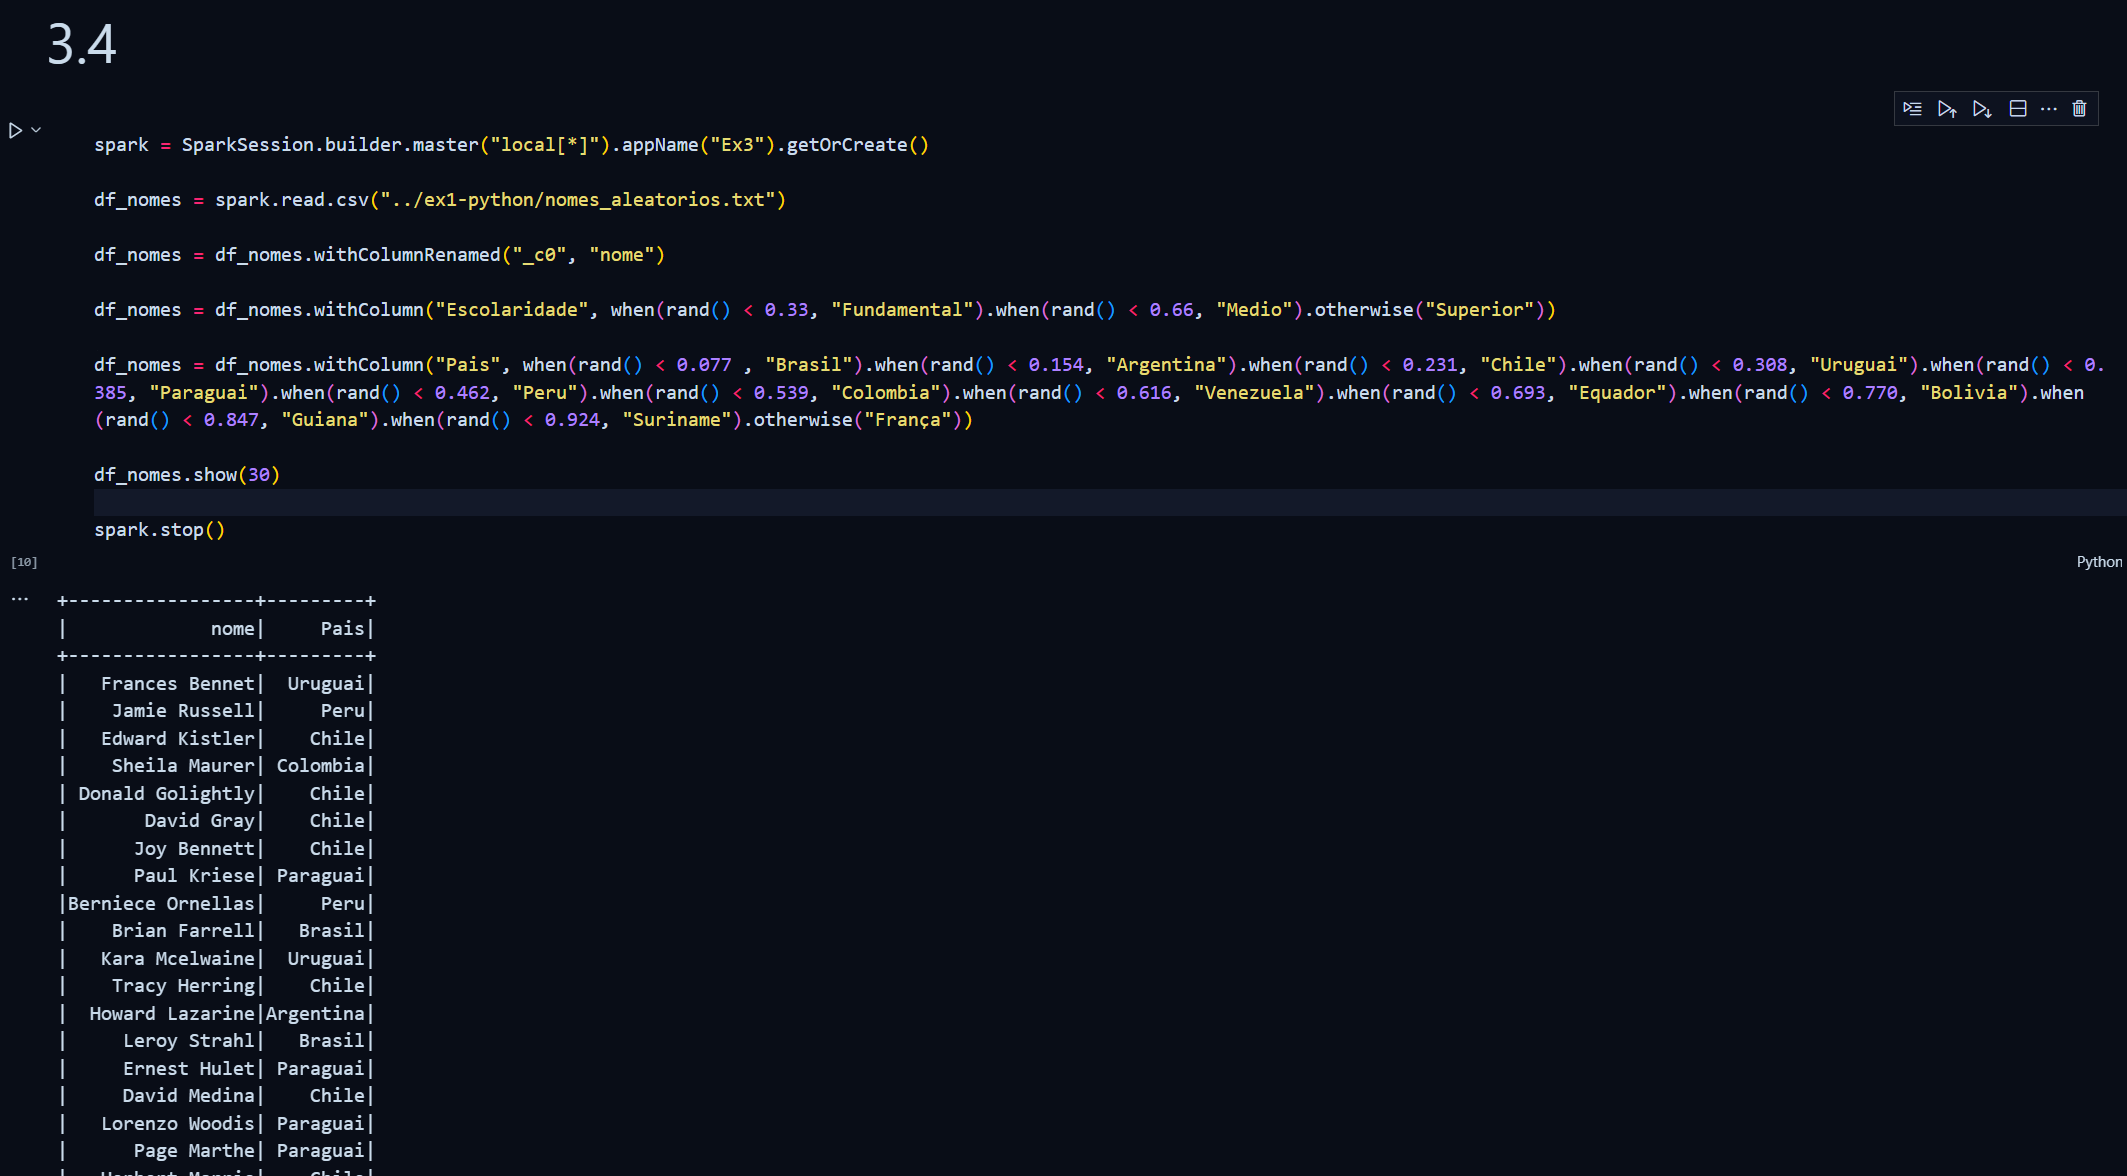 3.4
spark = SparkSession.builder.master("local[*]").appName("Ex3").getOrCreate()
df_nomes = spark.read.csv("../ex1-python/nomes_aleatorios.txt")
df_nomes = df_nomes.withColumnRenamed("_c0", "nome")
df_nomes = df_nomes.withColumn("Escolaridade", when(rand() < 0.33, "Fundamental").when(rand() < 0.66, "Medio").otherwise("Superior"))
df_nomes = df_nomes.withColumn("Pais", when(rand() < 0.077 , "Brasil").when(rand() < 0.154, "Argentina").when(rand() < 0.231, "Chile").when(rand() < 0.308, "Uruguai").when(rand() < 0.
385, "Paraguai").when(rand() < 0.462, "Peru").when(rand() < 0.539, "Colombia").when(rand() < 0.616, "Venezuela").when(rand() < 0.693, "Equador").when(rand() < 0.770, "Bolivia").when
(rand() < 0.847, "Guiana").when(rand() < 0.924, "Suriname").otherwise("França"))
df_nomes.show(30)
spark.stop()
[10]
Python
+-----------------+---------+
|             nome|     Pais|
+-----------------+---------+
|   Frances Bennet|  Uruguai|
|    Jamie Russell|     Peru|
|   Edward Kistler|    Chile|
|    Sheila Maurer| Colombia|
| Donald Golightly|    Chile|
|       David Gray|    Chile|
|      Joy Bennett|    Chile|
|      Paul Kriese| Paraguai|
|Berniece Ornellas|     Peru|
|    Brian Farrell|   Brasil|
|   Kara Mcelwaine|  Uruguai|
|    Tracy Herring|    Chile|
|  Howard Lazarine|Argentina|
|     Leroy Strahl|   Brasil|
|     Ernest Hulet| Paraguai|
|     David Medina|    Chile|
|   Lorenzo Woodis| Paraguai|
|      Page Marthe| Paraguai|